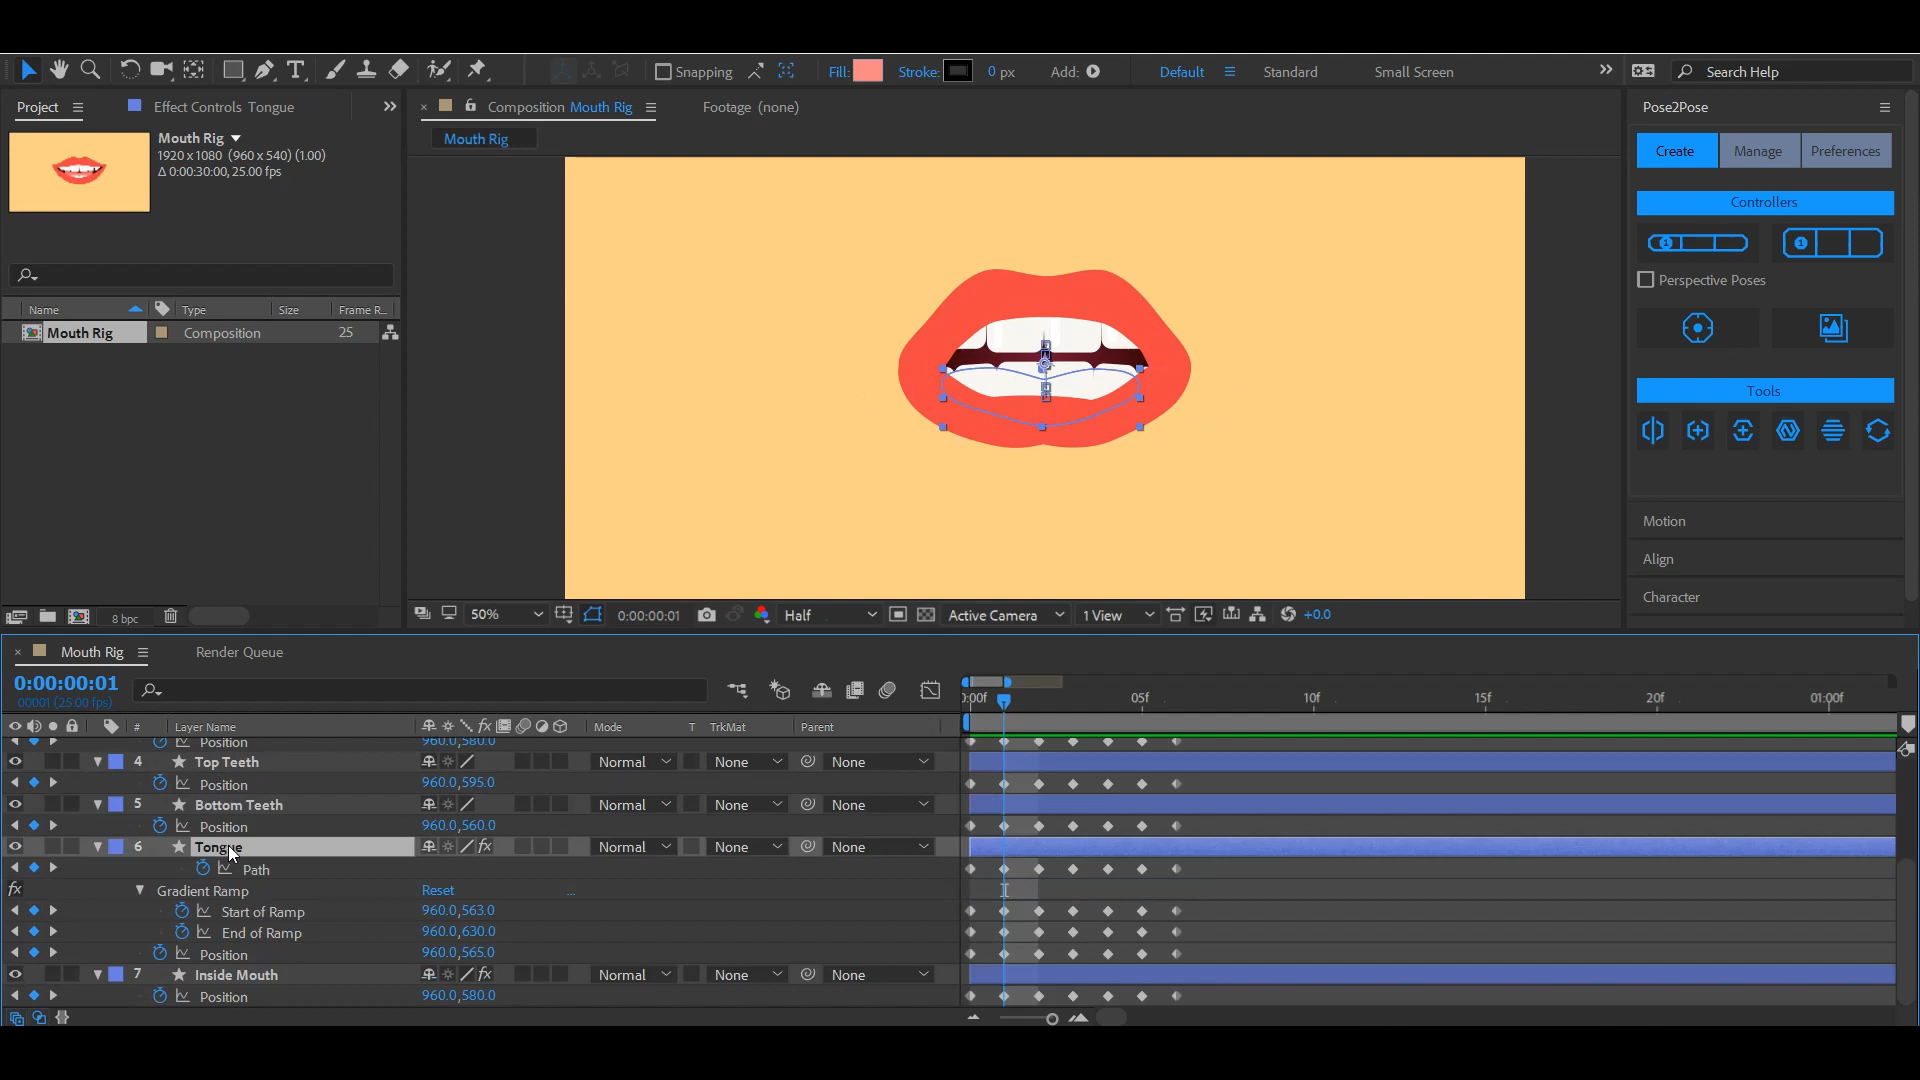 Snapping
Fill:
Stroke:
0 px
Add:
Default
Standard
Small Screen
Search Help
Project
Effect Controls Tongue
Composition Mouth Rig
Footage (none)
Pose2Pose
Mouth Rig
1920 x 1080 (960 x 540) (1.00)
Δ 0:00:30:00, 25.00 fps
Mouth Rig
Create
Manage
Preferences
Controllers
Perspective Poses
Name
Type
Size
Frame R...
Mouth Rig
Composition
25
Tools
Motion
Align
Character
8 bpc
50%
0:00:00:01
Half
Active Camera
1 View
+0.0
Mouth Rig
Render Queue
0:00:00:01
00001 (25.00 fps)
0:00f
05f
10f
15f
20f
01:00f
#
Layer Name
Mode
T
TrkMat
Parent
Position
960.0,580.0
4
Top Teeth
Normal
None
None
Position
960.0,595.0
5
Bottom Teeth
Normal
None
None
Position
960.0,560.0
6
Tongue
Normal
None
None
Path
fx
Gradient Ramp
Reset
...
Start of Ramp
960.0,563.0
End of Ramp
960.0,630.0
Position
960.0,565.0
7
Inside Mouth
Normal
None
None
Position
960.0,580.0